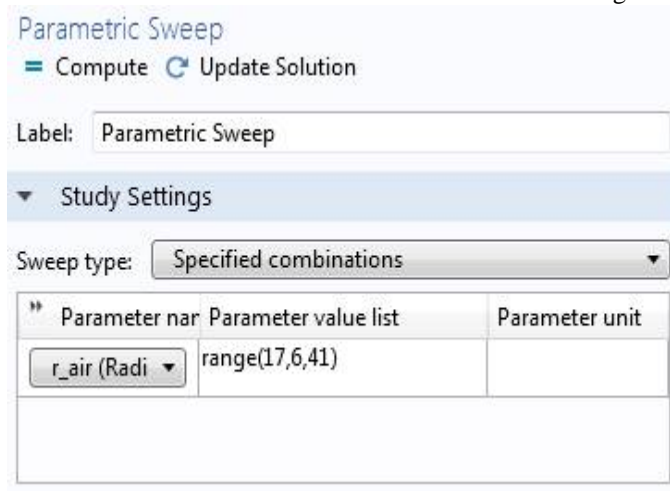 Parametric Sweep
= Compute Update Solution
Label: Parametric Sweep
Study Settings
Sweep type: Specified combinations
Parameter nar Parameter value list Parameter unit
r_air (Radi range(17,6,41)